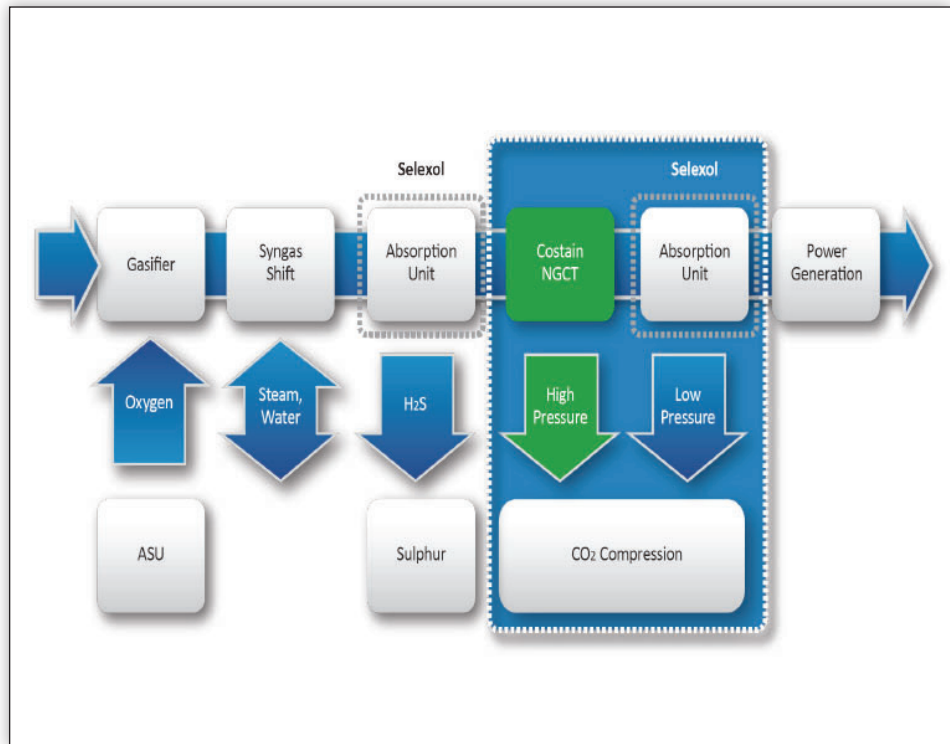 Selexol
Selexol
Gasifier
Syngas
Shift
Absorption
Unit
Costain
NGCT
Absorption
Unit
Power
Generation
Oxygen
Steam,
Water
H₂S
High
Pressure
Low
Pressure
ASU
Sulphur
CO₂ Compression